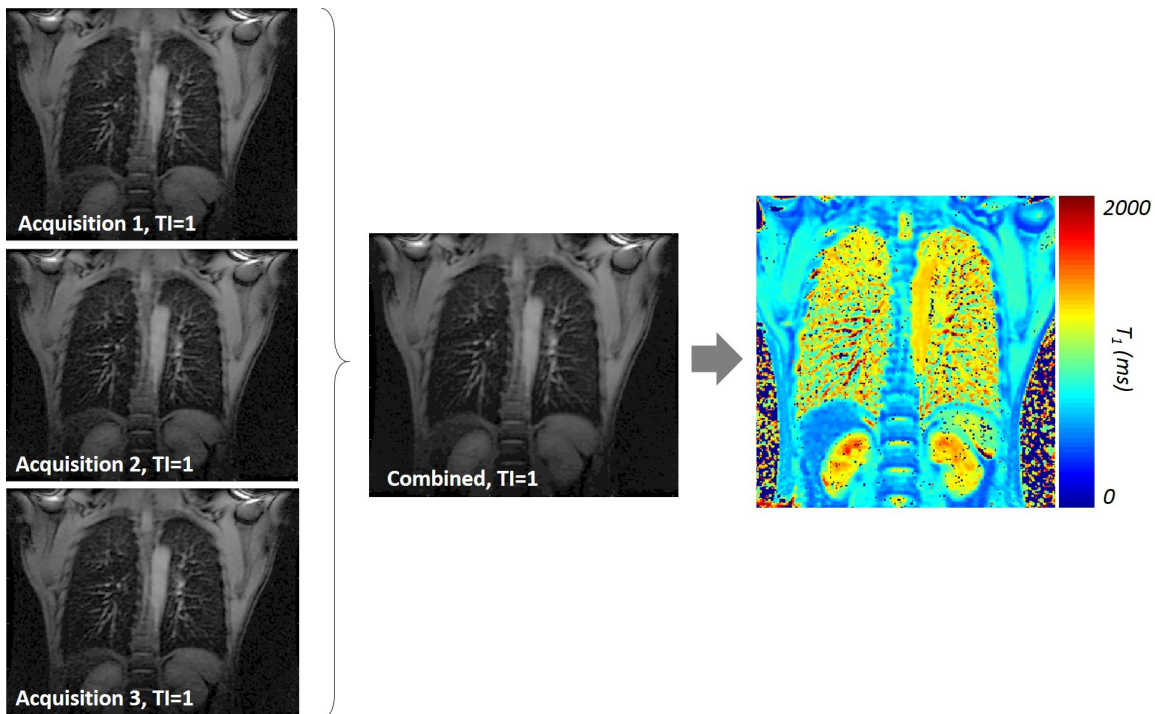 Acquisition 1, TI=1
Acquisition 2, TI=1
Acquisition 3, TI=1
Combined, TI=1
2000
T1 (ms)
0